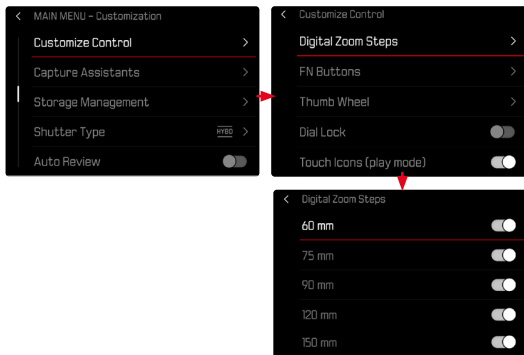 MAIN MENU – Customization
Customize Control
Capture Assistants
Storage Management
Shutter Type HYBD
Auto Review
Customize Control
Digital Zoom Steps
FN Buttons
Thumb Wheel
Dial Lock
Touch Icons (play mode)
Digital Zoom Steps
60 mm
75 mm
90 mm
120 mm
150 mm